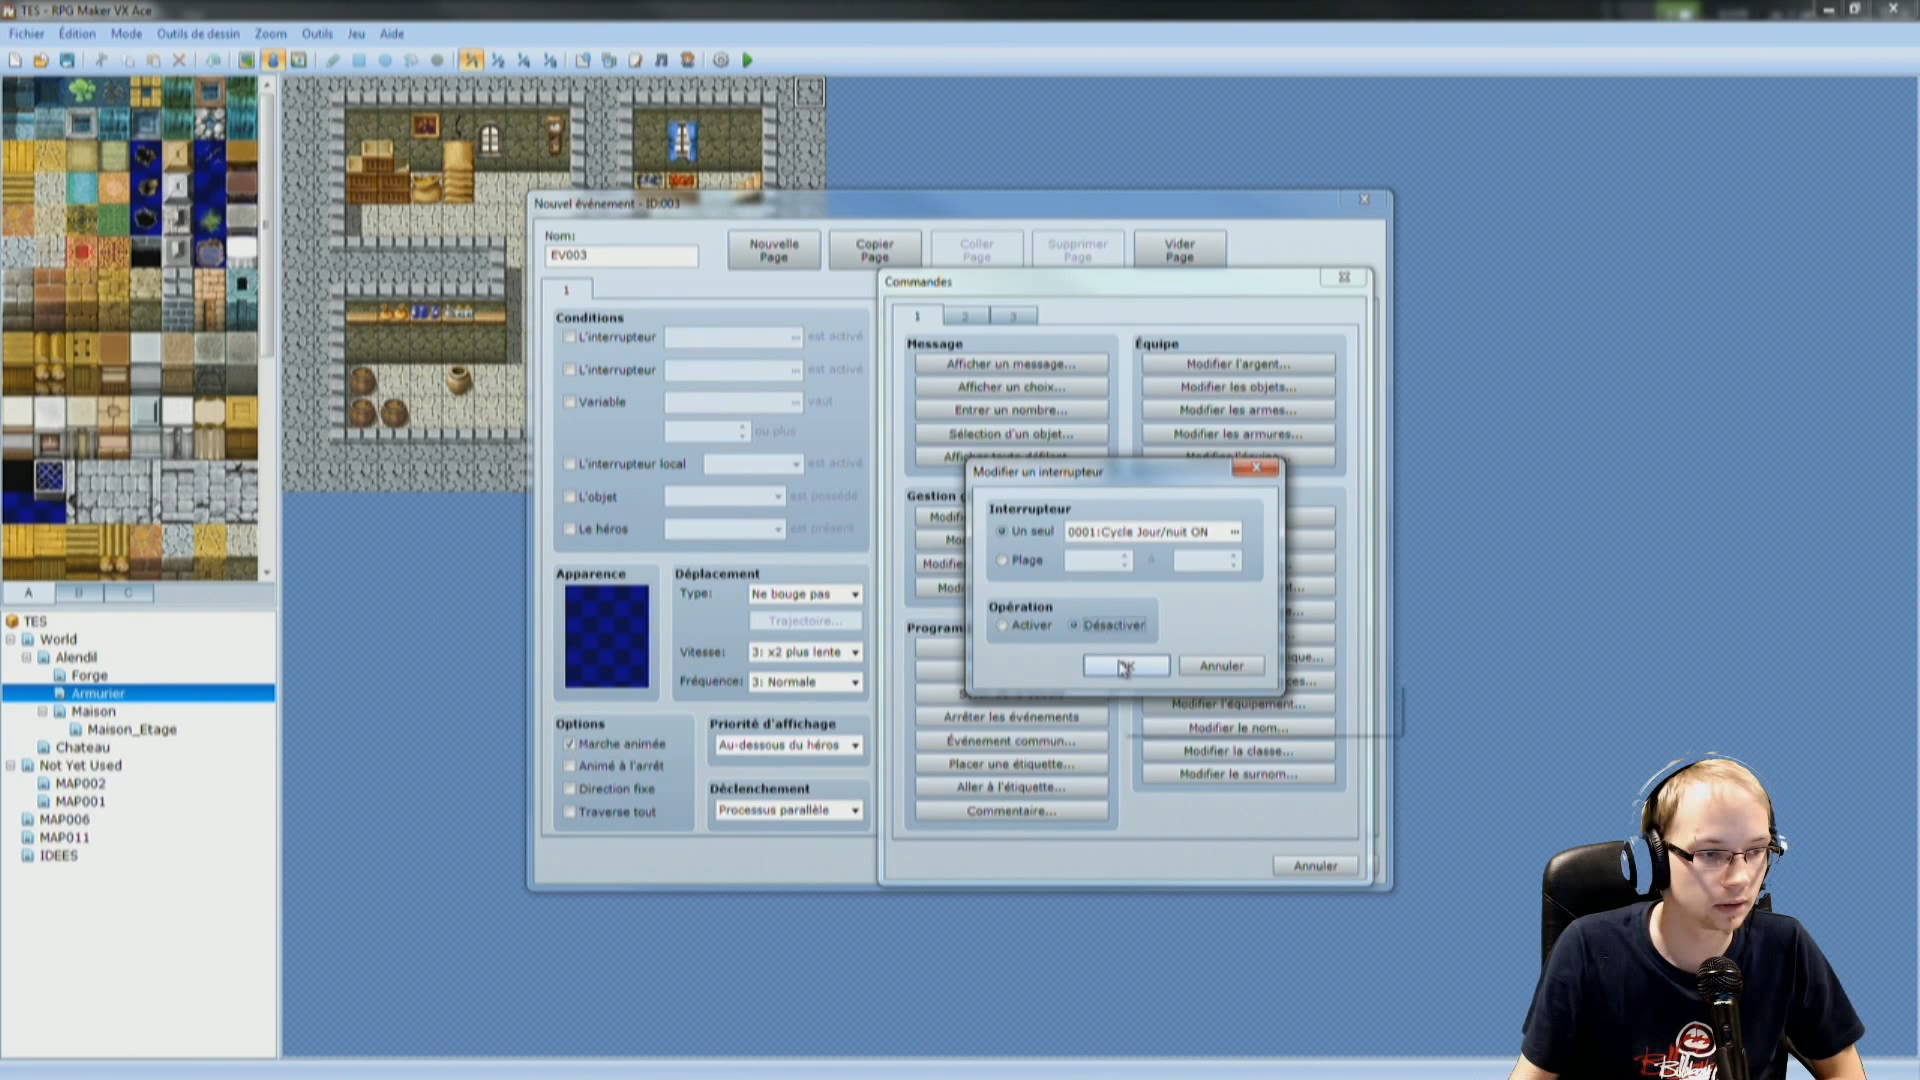 TES - RPG Maker VX Ace
Fichier Édition Mode Outils de dessin Zoom Outils Jeu Aide
Nouvel événement - ID:003
Nom:
EV003
Nouvelle Page
Copier Page
Coller Page
Supprimer Page
Vider Page
1
Conditions
L'interrupteur ... est activé
L'interrupteur ... est activé
Variable ... vaut
ou plus
L'interrupteur local est activé
L'objet est possédé
Le héros est présent
Apparence
Déplacement
Type: Ne bouge pas
Trajectoire...
Vitesse: 3: x2 plus lente
Fréquence: 3: Normale
Options
Marche animée
Animé à l'arrêt
Direction fixe
Traverse tout
Priorité d'affichage
Au-dessous du héros
Déclenchement
Processus parallèle
Commandes
1 2 3
Message
Afficher un message...
Afficher un choix...
Entrer un nombre...
Sélection d'un objet...
Équipe
Modifier l'argent...
Modifier les objets...
Modifier les armes...
Modifier les armures...
Gestion
Modifier un interrupteur
Interrupteur
Un seul 0001:Cycle Jour/nuit ON ...
Plage à
Opération
Activer Désactiver
OK Annuler
Arrêter les événements
Événement commun...
Placer une étiquette...
Aller à l'étiquette...
Commentaire...
Modifier l'équipement...
Modifier le nom...
Modifier la classe...
Modifier le surnom...
Annuler
A B C
TES
World
Alendil
Forge
Armurier
Maison
Maison_Etage
Chateau
Not Yet Used
MAP002
MAP001
MAP006
MAP011
IDEES